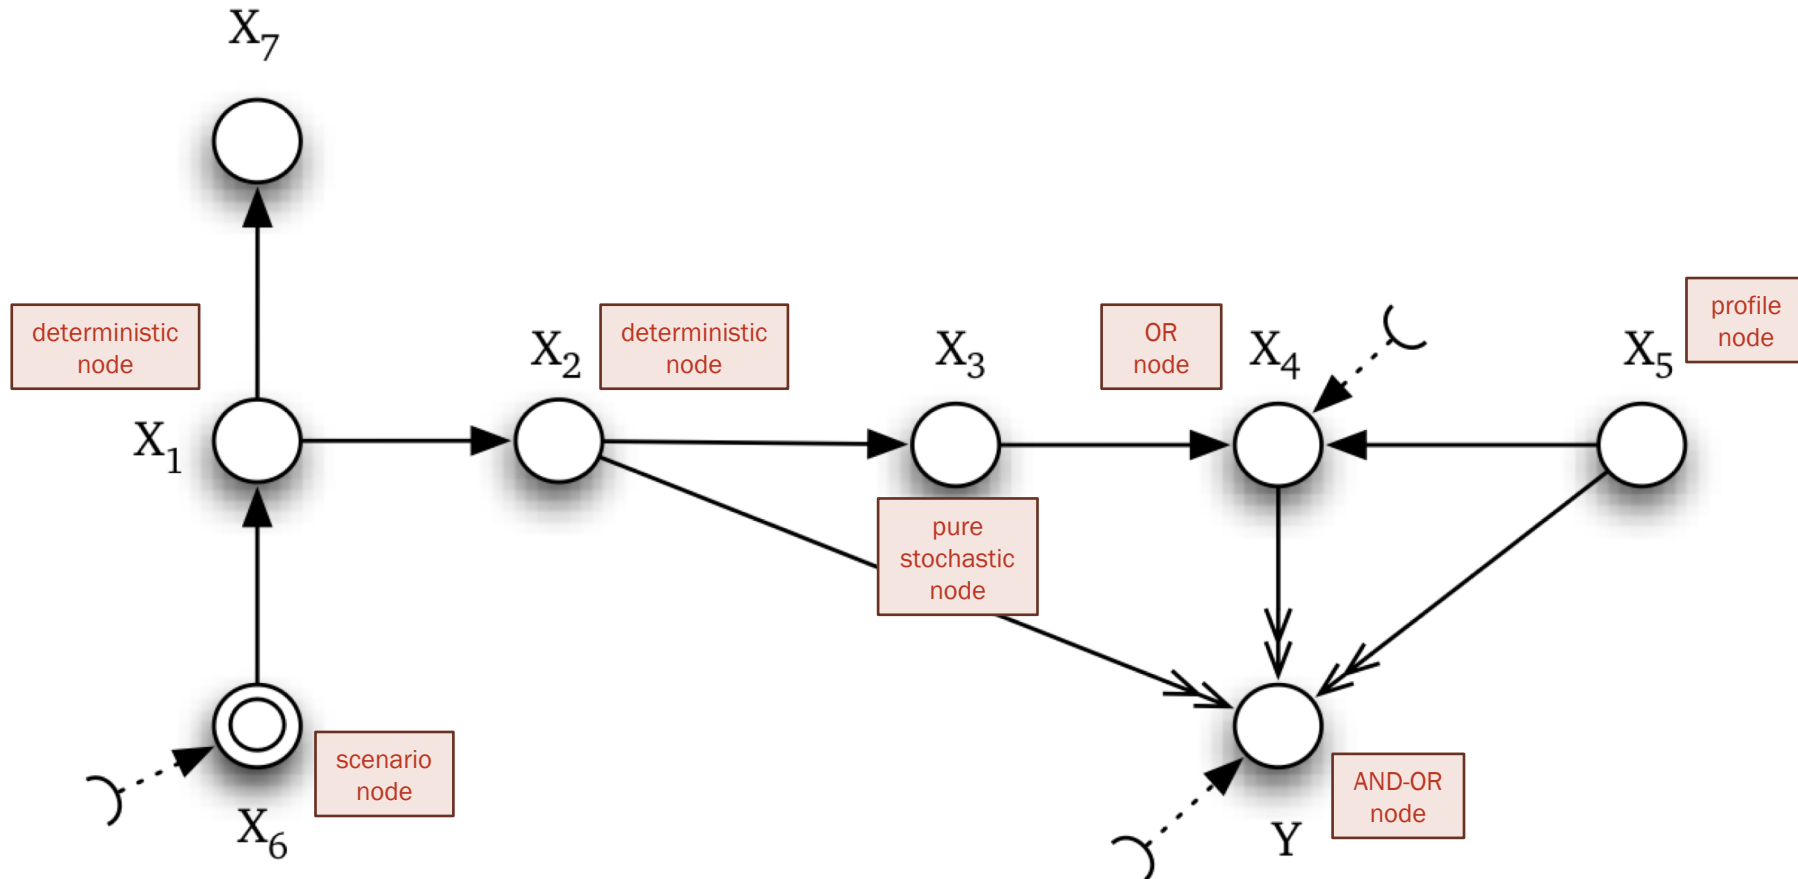 X7
deterministic
node
X2
deterministic
node
X3
OR
node
X4
X5
profile
node
X1
pure
stochastic
node
scenario
node
X6
AND-OR
node
Y